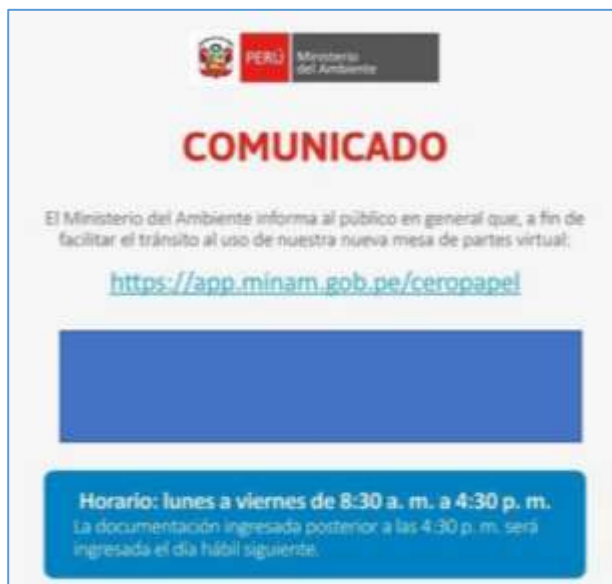 PERÚ
Ministerio
del Ambiente
COMUNICADO
El Ministerio del Ambiente informa al público en general que, a fin de
facilitar el tránsito al uso de nuestra nueva mesa de partes virtual:
https://app.minam.gob.pe/ceropapel
Horario: lunes a viernes de 8:30 a. m. a 4:30 p. m.
La documentación ingresada posterior a las 4:30 p. m. será
ingresada el día hábil siguiente.